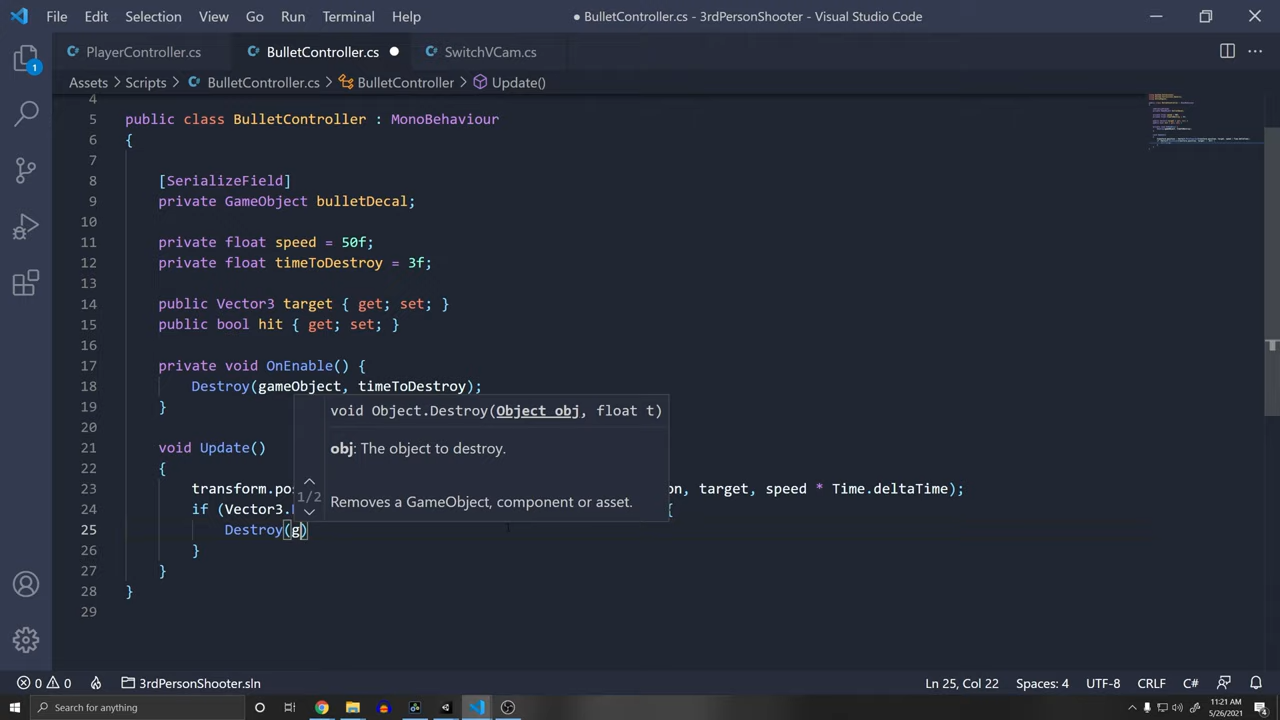 File Edit Selection View Go Run Terminal Help
● BulletController.cs - 3rdPersonShooter - Visual Studio Code
PlayerController.cs
BulletController.cs ●
SwitchVCam.cs
1
Assets > Scripts > BulletController.cs > BulletController > Update()
4
5 public class BulletController : MonoBehaviour
6 {
7
8 [SerializeField]
9 private GameObject bulletDecal;
10
11 private float speed = 50f;
12 private float timeToDestroy = 3f;
13
14 public Vector3 target { get; set; }
15 public bool hit { get; set; }
16
17 private void OnEnable() {
18 Destroy(gameObject, timeToDestroy);
19 }
20
21 void Update()
22 {
23 transform.pos
on, target, speed * Time.deltaTime);
24 if (Vector3.
{
25 Destroy(g)
26 }
27 }
28 }
29
void Object.Destroy(Object obj, float t)
obj: The object to destroy.
1/2
Removes a GameObject, component or asset.
0 0 3rdPersonShooter.sln
Ln 25, Col 22 Spaces: 4 UTF-8 CRLF C#
Search for anything
11:21 AM
5/26/2021
4